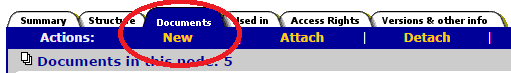 Summary Structure Documents Used in Access Rights Versions & other info
Actions: New Attach | Detach |
Documents in this node: 5